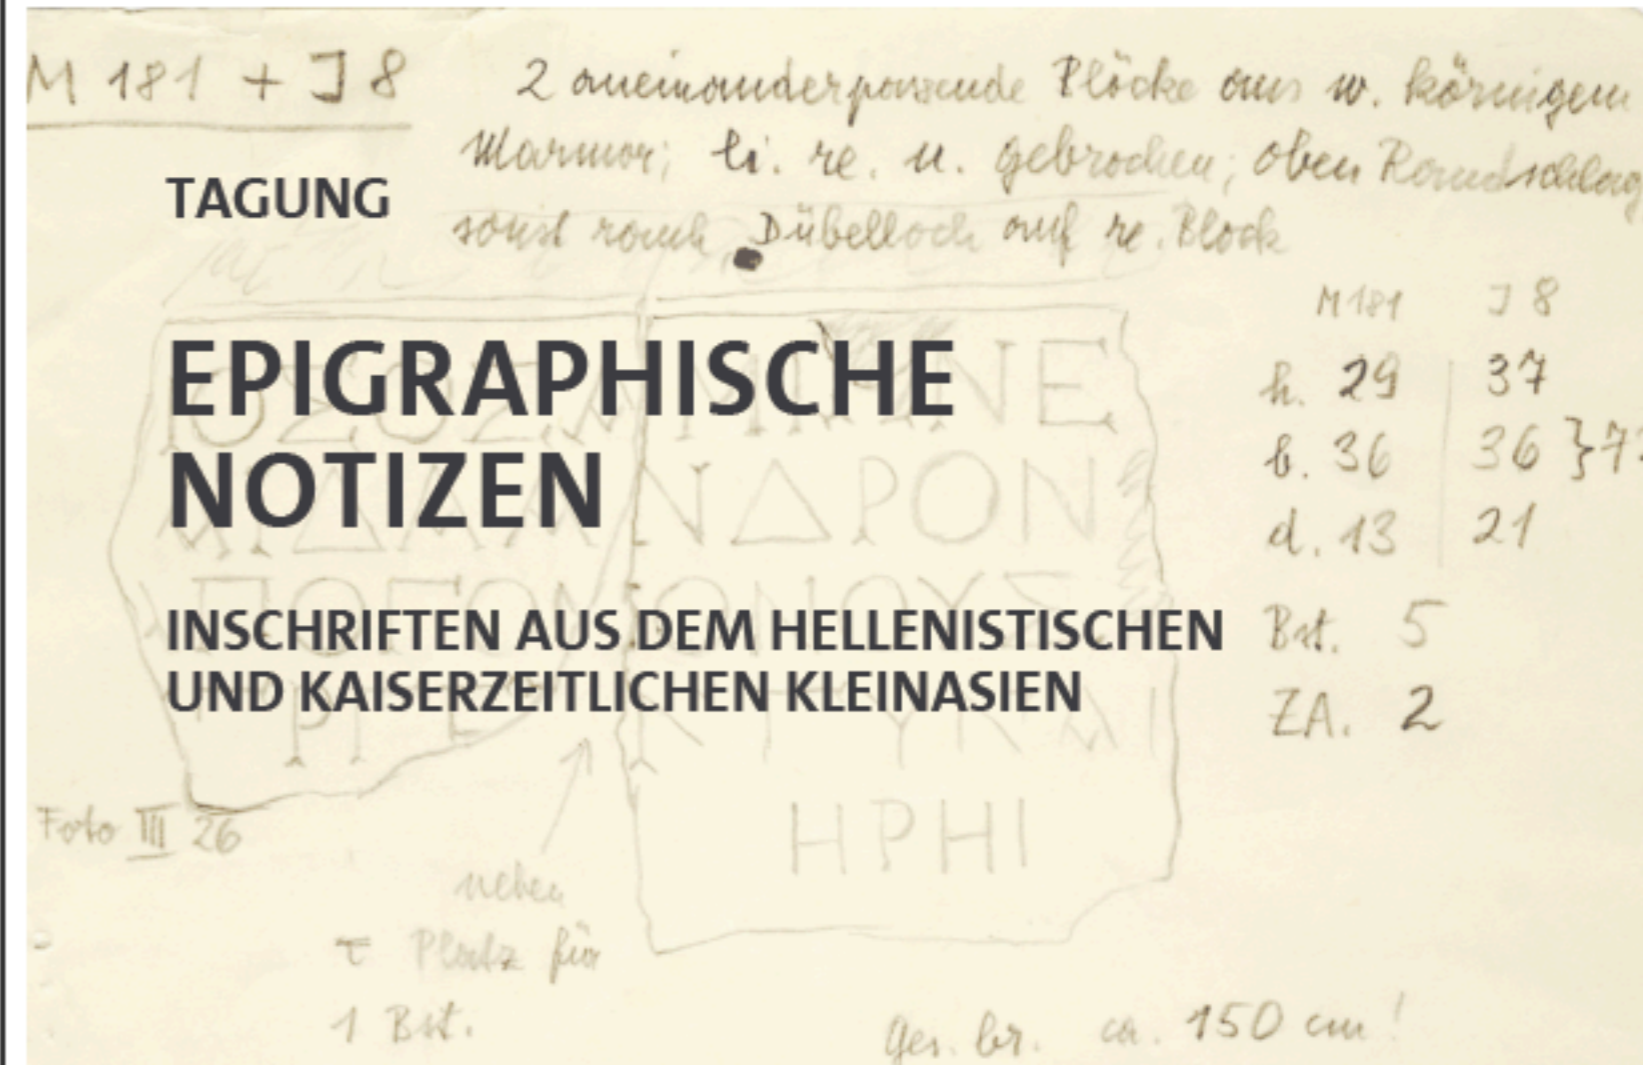 M 181 + J 8
2 aneinanderpassende Blöcke aus w. körnigem
Marmor; li. re. u. gebrochen; oben Randschlag
sonst rauh Dübelloch auf re. Block
TAGUNG
M 181 J 8
EPIGRAPHISCHE
NOTIZEN
h. 29 37
b. 36 36 }
d. 13 21
ΝΔΡΟΝ
INSCHRIFTEN AUS DEM HELLENISTISCHEN
UND KAISERZEITLICHEN KLEINASIEN
Bst. 5
ZA. 2
ΗΡΗΙ
Foto III 26
neben
τ Platz für
1 Bst.
Ges. br. ca. 150 cm!